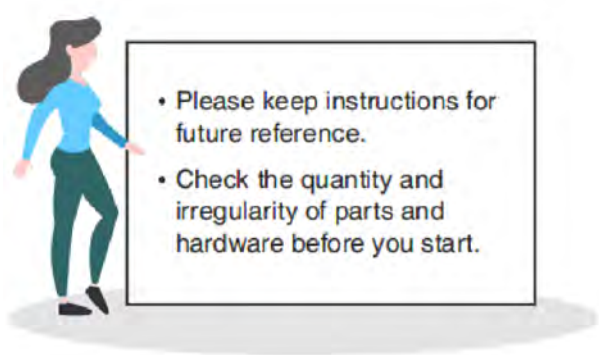 • Please keep instructions for
future reference.
• Check the quantity and
irregularity of parts and
hardware before you start.